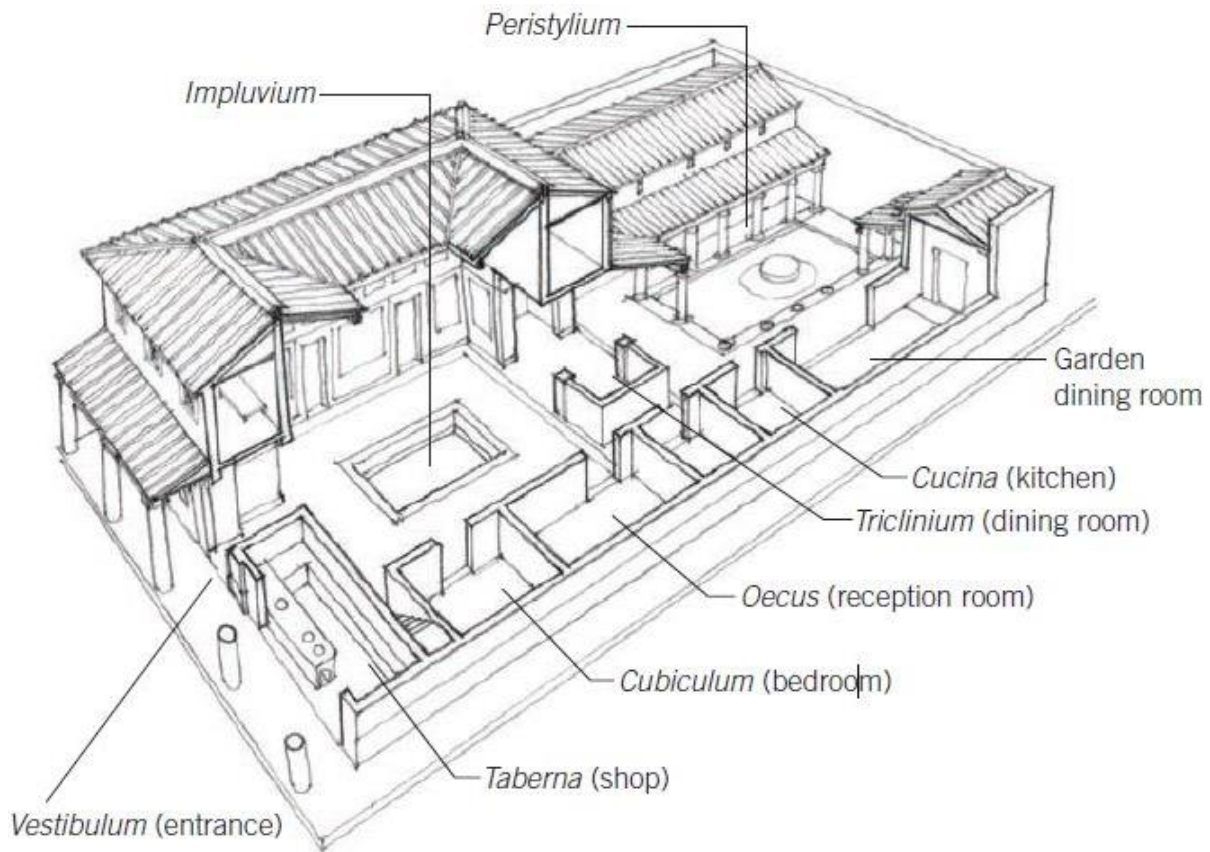 Peristylium
Impluvium
Garden
dining room
Cucina (kitchen)
Triclinium (dining room)
Oecus (reception room)
Cubiculum (bedroom)
Taberna (shop)
Vestibulum (entrance)